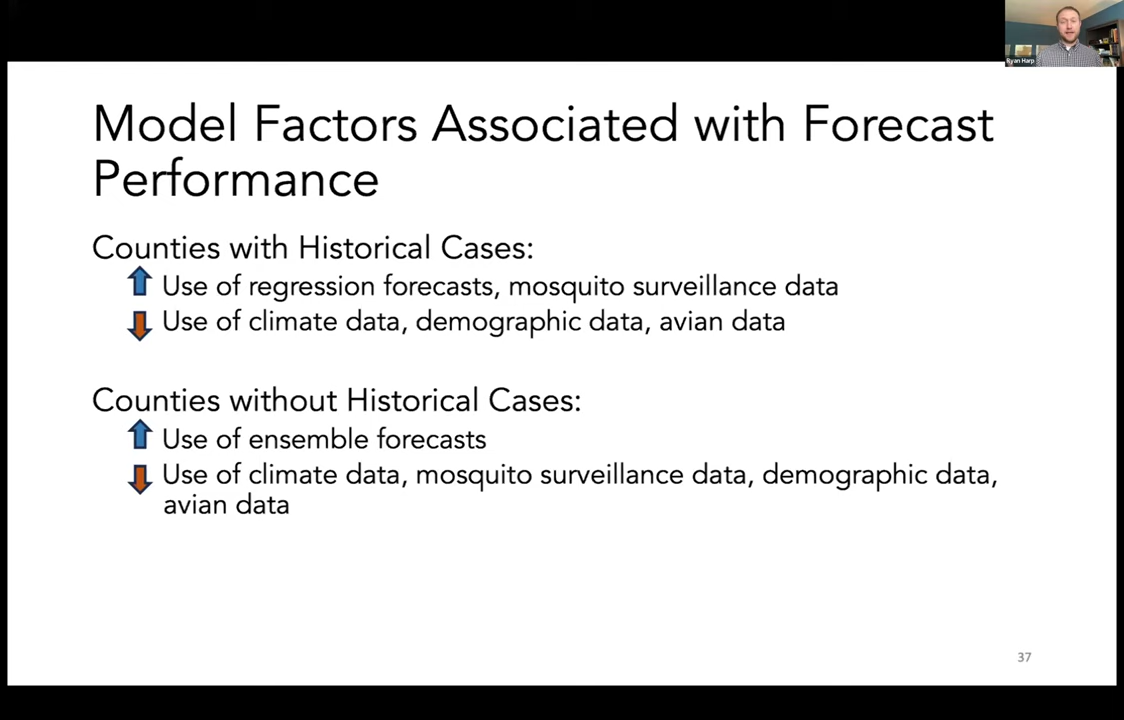 Ryan Harp
Model Factors Associated with Forecast
Performance
Counties with Historical Cases:
Use of regression forecasts, mosquito surveillance data
Use of climate data, demographic data, avian data
Counties without Historical Cases:
Use of ensemble forecasts
Use of climate data, mosquito surveillance data, demographic data,
avian data
37